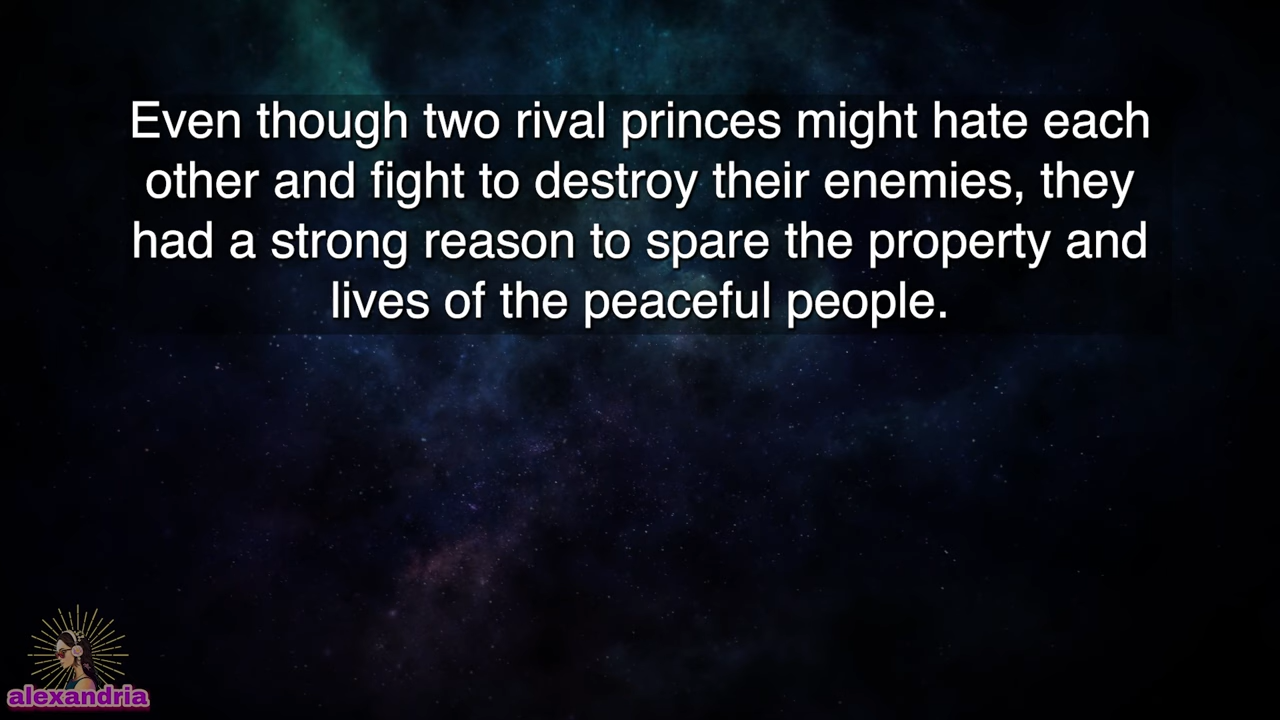 Even though two rival princes might hate each
other and fight to destroy their enemies, they
had a strong reason to spare the property and
lives of the peaceful people.
alexandria